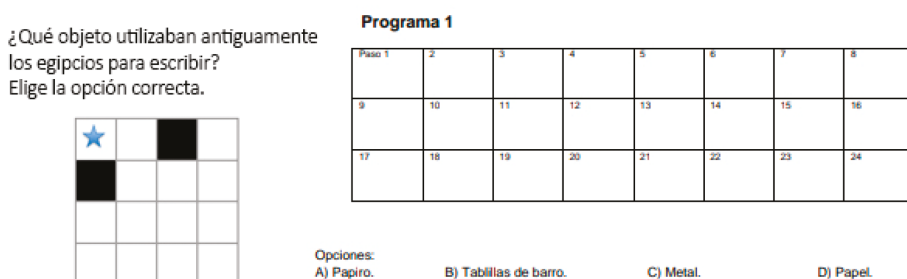 Programa 1
¿Qué objeto utilizaban antiguamente
los egipcios para escribir?
Elige la opción correcta.
Paso 1 2 3 4 5 6 7 8
9 10 11 12 13 14 15 16
17 18 19 20 21 22 23 24
Opciones:
A) Papiro. B) Tablillas de barro. C) Metal. D) Papel.